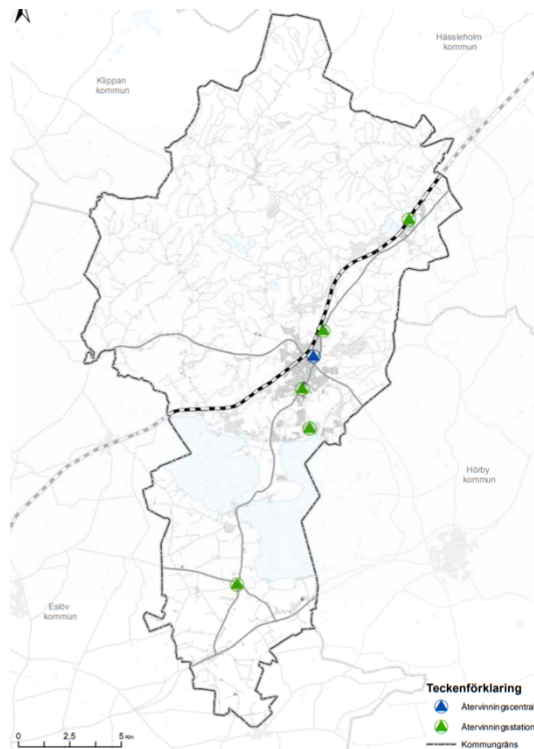 Hässleholm
kommun
Klippan
kommun
Hörby
kommun
Eslöv
kommun
Teckenförklaring
Återvinningscentral
Återvinningsstation
Kommungräns
0 2.5 5 Km